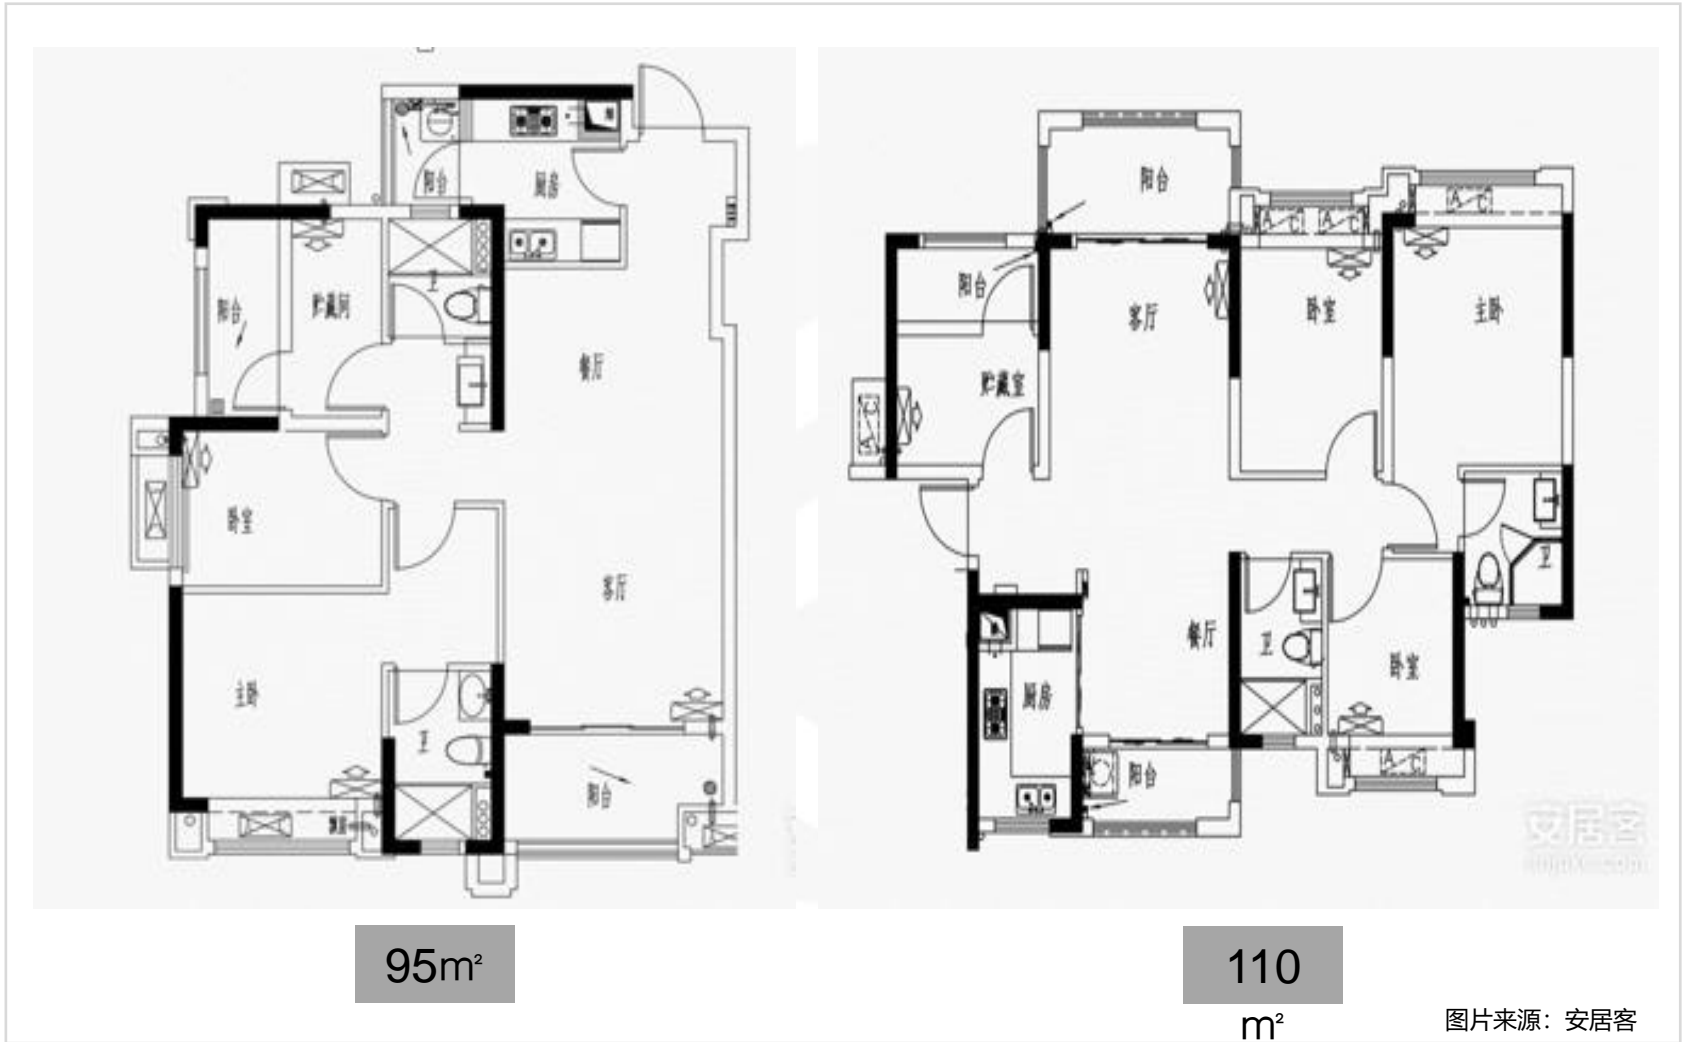 厨房
阳台
阳台
贮藏房
卫
餐厅
卧室
客厅
主卧
卫
阳台
阳台
A/C
A/C
A/C
阳台
客厅
卧室
主卧
贮藏室
A/C
卫
餐厅
卫
卧室
厨房
A/C
阳台
安居客
95m²
110
m²
图片来源：安居客